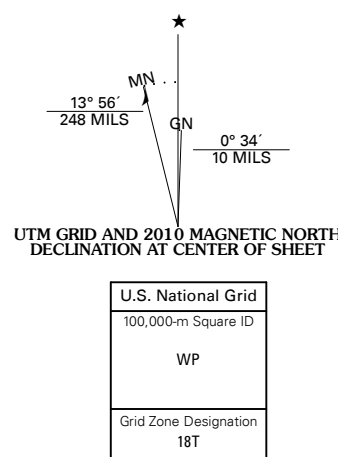 ★
MN
GN
13° 56´
248 MILS
0° 34´
10 MILS
UTM GRID AND 2010 MAGNETIC NORTH
DECLINATION AT CENTER OF SHEET
U.S. National Grid
100,000-m Square ID
WP
Grid Zone Designation
18T